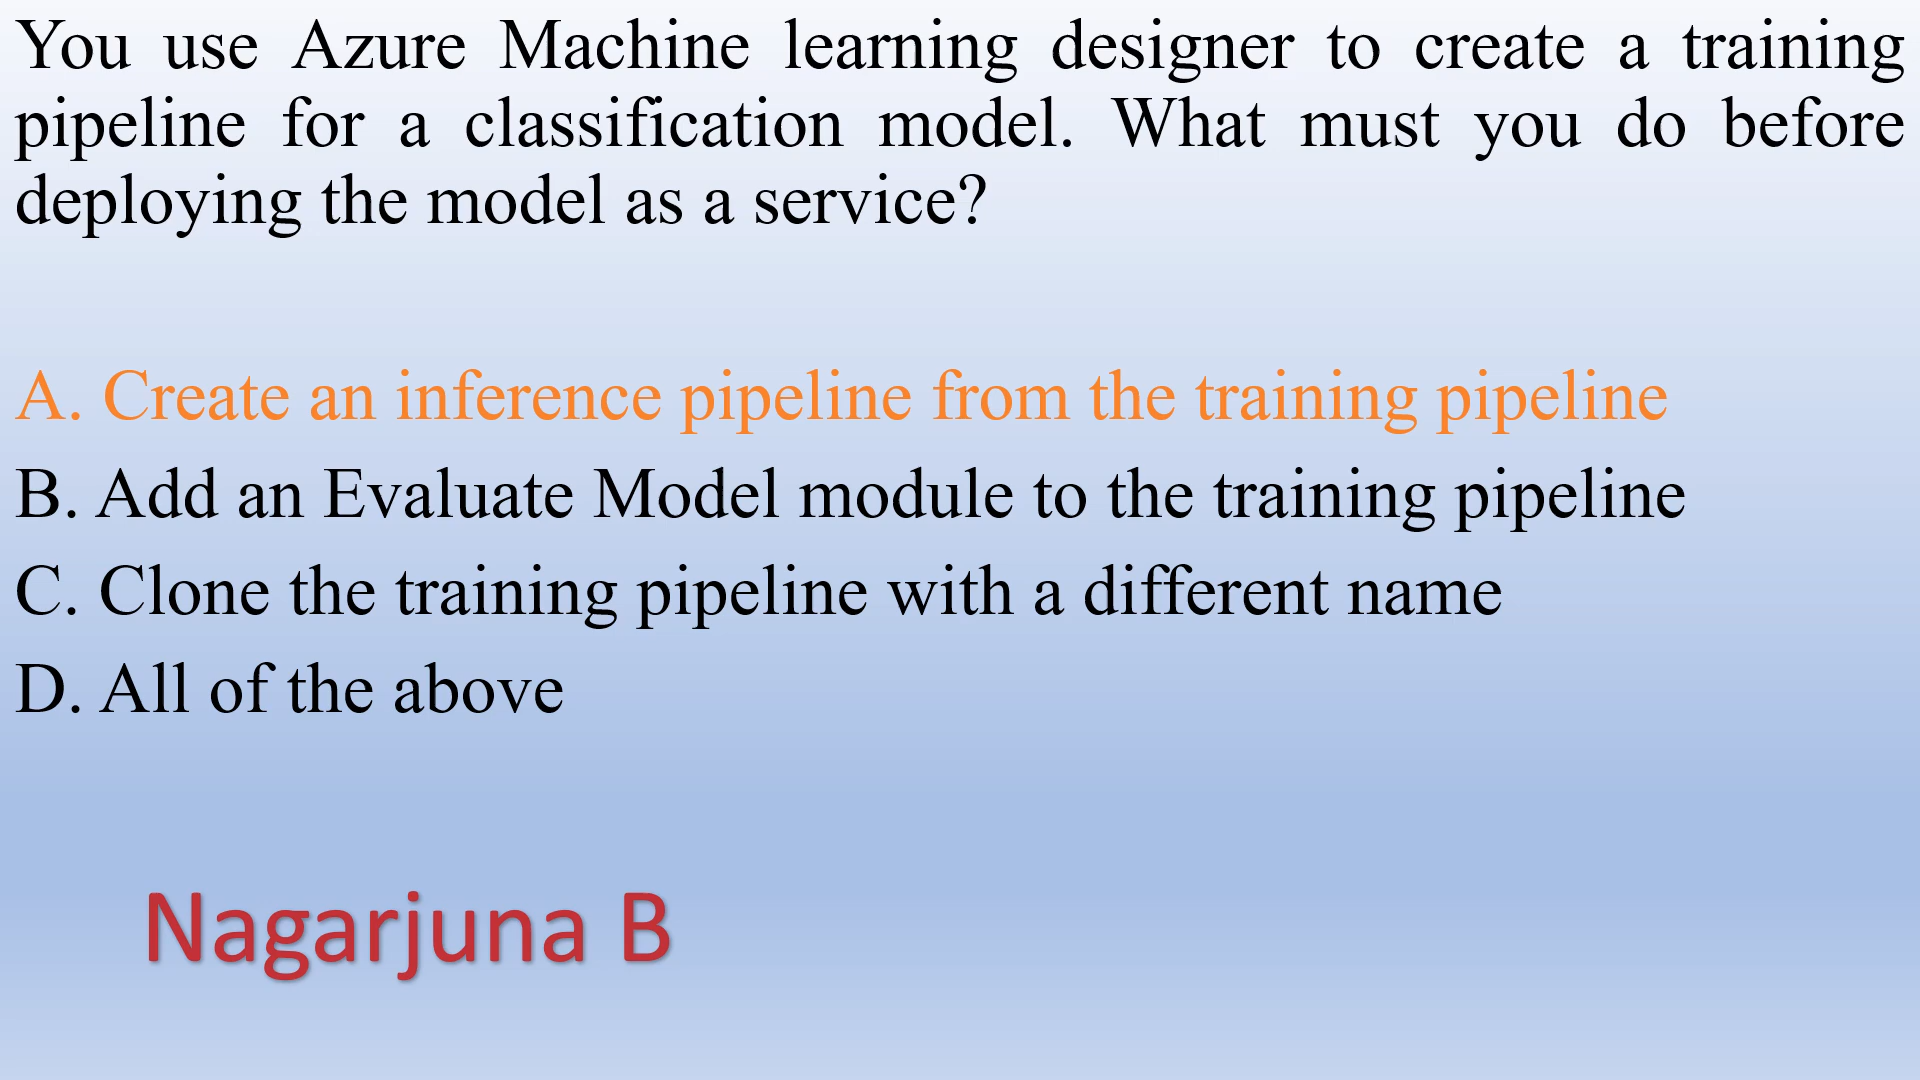 You use Azure Machine learning designer to create a training
pipeline for a classification model. What must you do before
deploying the model as a service?
A. Create an inference pipeline from the training pipeline
B. Add an Evaluate Model module to the training pipeline
C. Clone the training pipeline with a different name
D. All of the above
Nagarjuna B